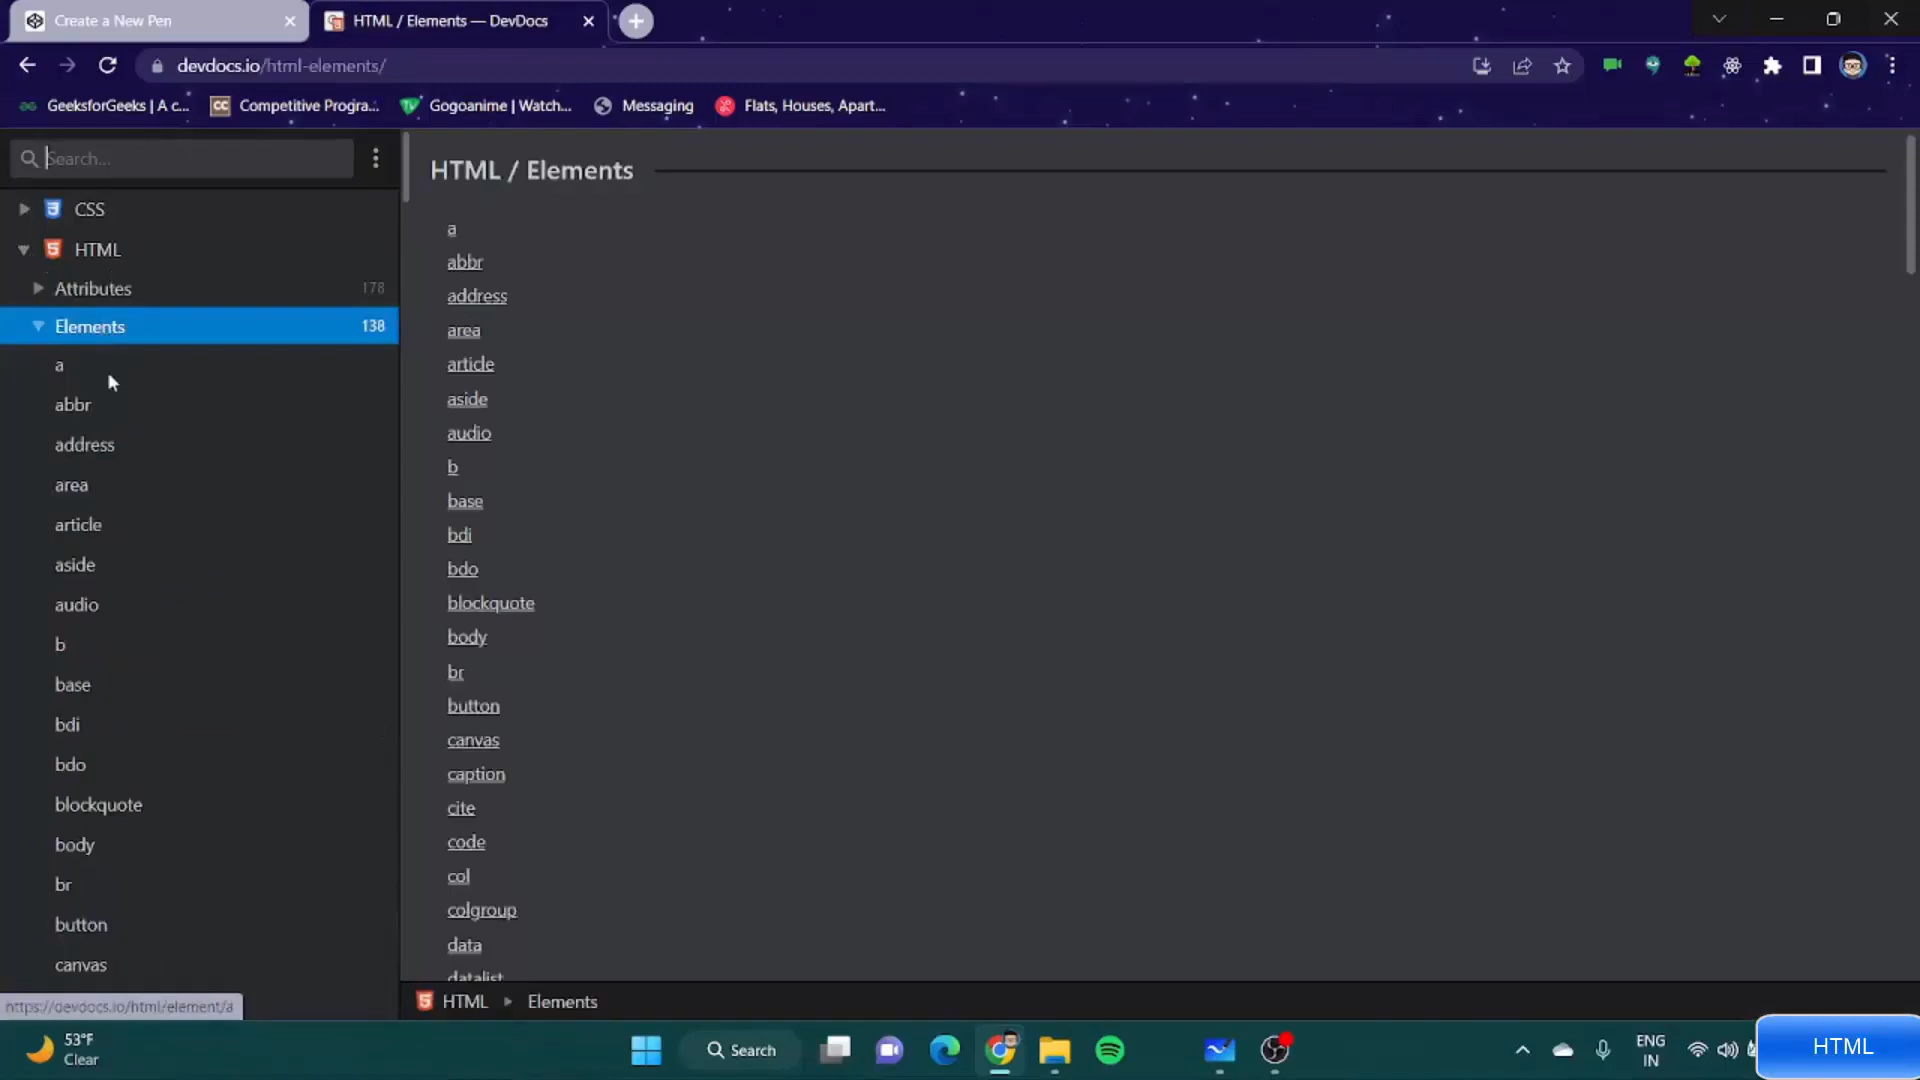 Create a New Pen
HTML / Elements — DevDocs
devdocs.io/html-elements/
GeeksforGeeks | A c...
CC Competitive Progra...
Gogoanime | Watch...
Messaging
Flats, Houses, Apart...
Search...
CSS
HTML
Attributes 178
Elements 138
a
abbr
address
area
article
aside
audio
b
base
bdi
bdo
blockquote
body
br
button
canvas
https://devdocs.io/html/element/a
HTML / Elements
a
abbr
address
area
article
aside
audio
b
base
bdi
bdo
blockquote
body
br
button
canvas
caption
cite
code
col
colgroup
data
datalist
HTML Elements
53°F
Clear
Search
ENG
IN
HTML